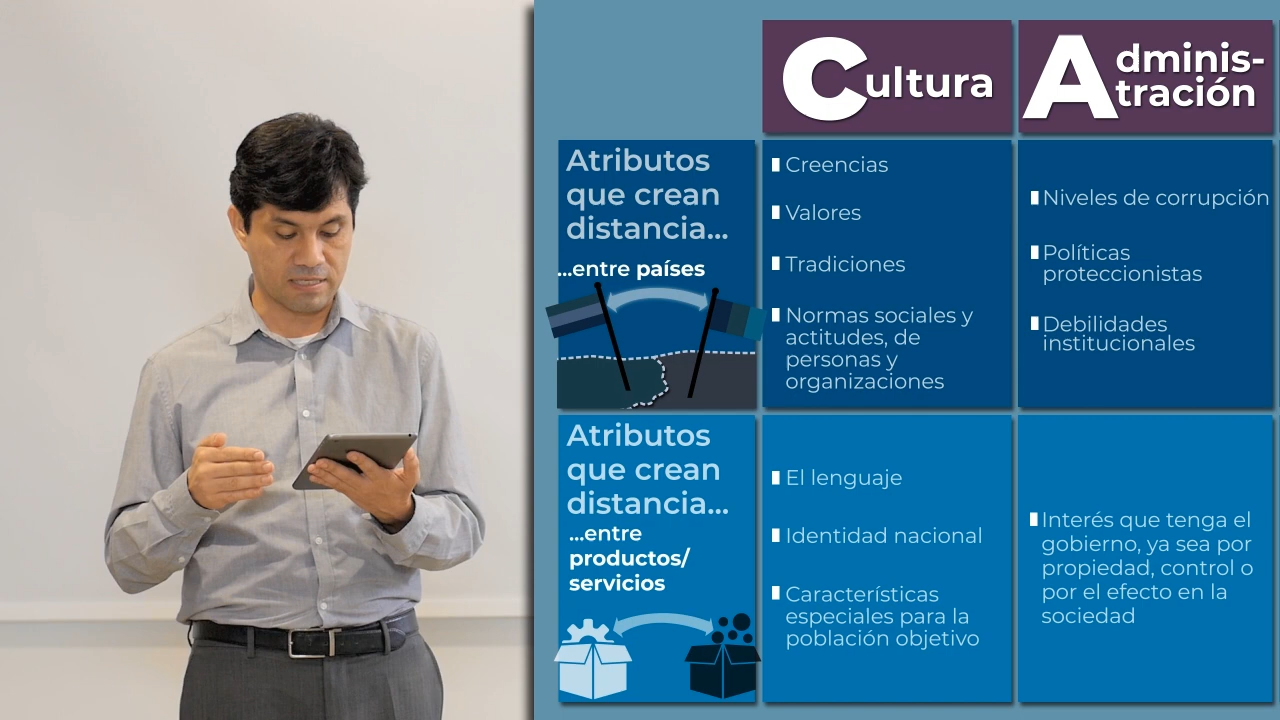 Cultura
Adminis-
tración
Atributos
que crean
distancia...
...entre países
Creencias
Valores
Tradiciones
Normas sociales y
actitudes, de
personas y
organizaciones
Niveles de corrupción
Políticas
proteccionistas
Debilidades
institucionales
Atributos
que crean
distancia...
...entre
productos/
servicios
El lenguaje
Identidad nacional
Características
especiales para la
población objetivo
Interés que tenga el
gobierno, ya sea por
propiedad, control o
por el efecto en la
sociedad